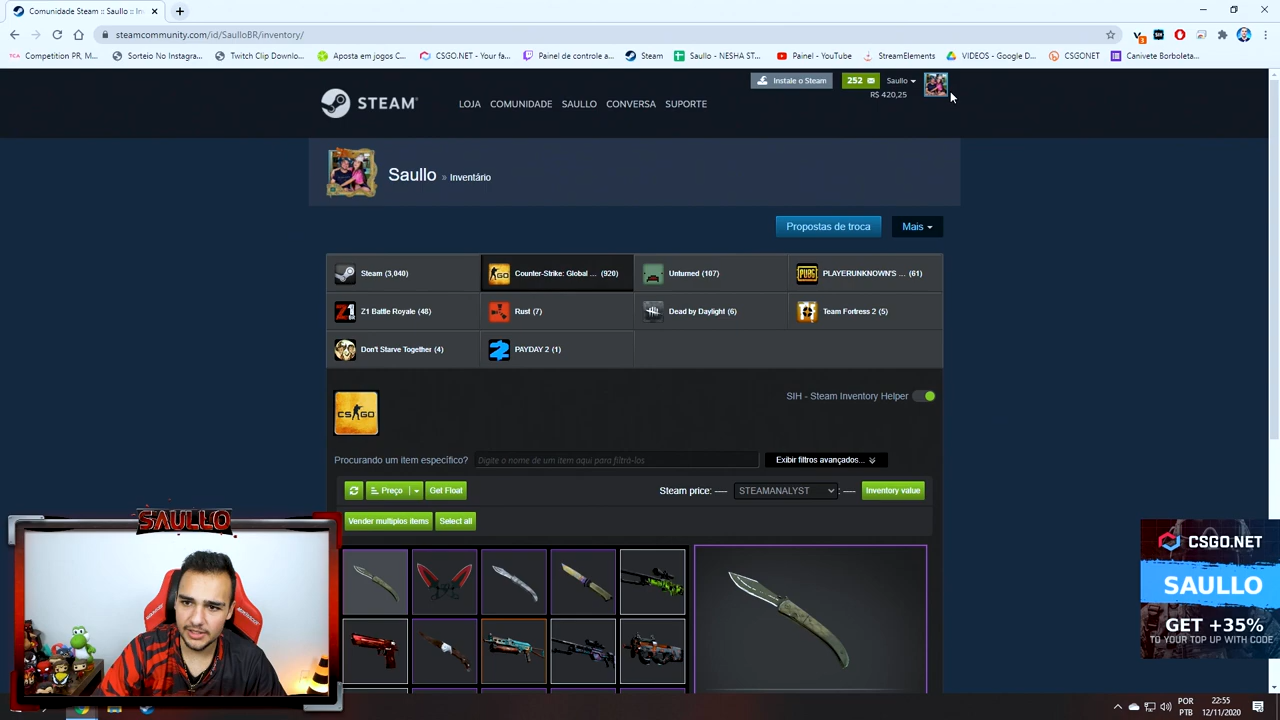 Comunidade Steam :: Saullo :: In
steamcommunity.com/id/SaulloBR/inventory/
Competition PR, M... Sorteio No Instagra... Twitch Clip Downlo... Aposta em jogos C... CSGO.NET - Your fa... Painel de controle a... Steam Saullo - NESHA ST... Painel - YouTube StreamElements VIDEOS - Google D... CSGONET Canivete Borboleta...
Instale o Steam 252 Saullo
R$ 420,25
STEAM LOJA COMUNIDADE SAULLO CONVERSA SUPORTE
Saullo » Inventário
Propostas de troca Mais
Steam (3,040) Counter-Strike: Global ... (920) Unturned (107) PLAYERUNKNOWN'S ... (61)
Z1 Battle Royale (48) Rust (7) Dead by Daylight (6) Team Fortress 2 (5)
Don't Starve Together (4) PAYDAY 2 (1)
CS GO
SIH - Steam Inventory Helper
Procurando um item específico? Digite o nome de um item aqui para filtrá-los Exibir filtros avançados...
Preço Get Float Steam price: ---- STEAMANALYST : ---- Inventory value
Vender multiplos items Select all
SAULLO
CSGO.NET
SAULLO
GET +35%
TO YOUR TOP UP WITH CODE
POR 22:55
PTB 12/11/2020